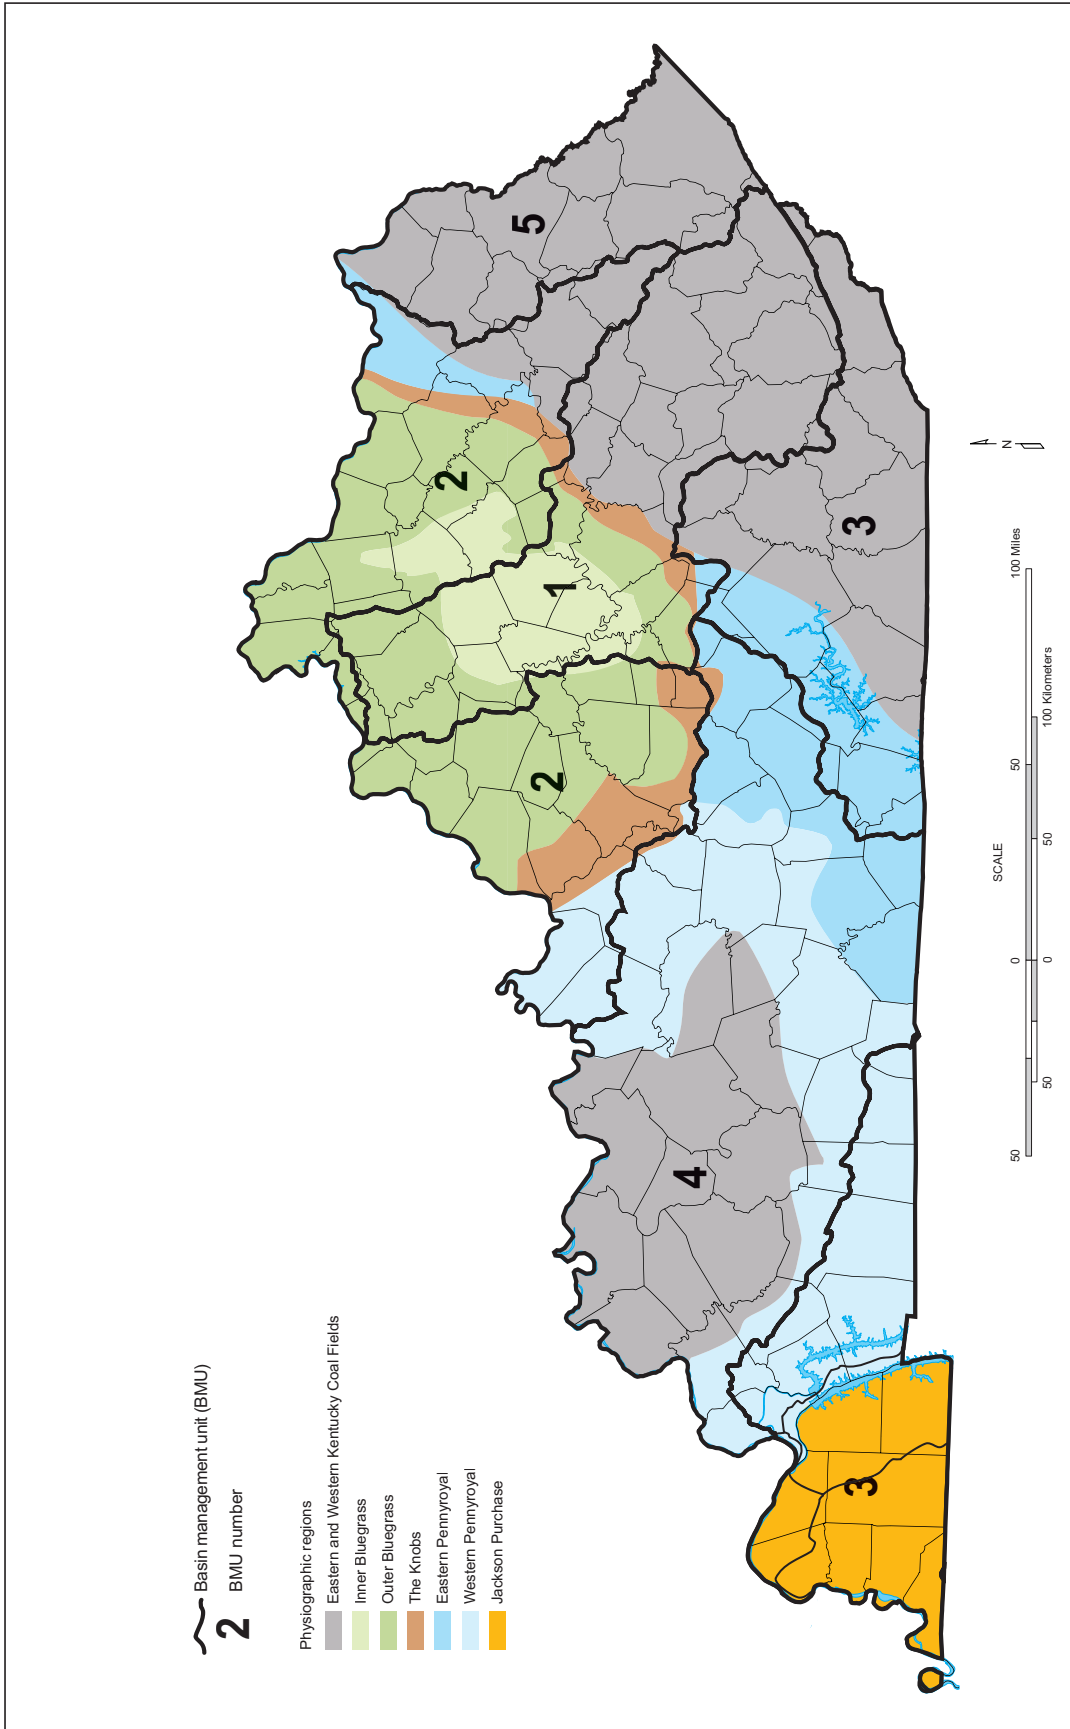 Basin management unit (BMU)
2 BMU number
Physiographic regions
Eastern and Western Kentucky Coal Fields
Inner Bluegrass
Outer Bluegrass
The Knobs
Eastern Pennyroyal
Western Pennyroyal
Jackson Purchase
5
2
1
2
3
4
3
N
SCALE
50 0 50 100 Miles
50 0 50 100 Kilometers